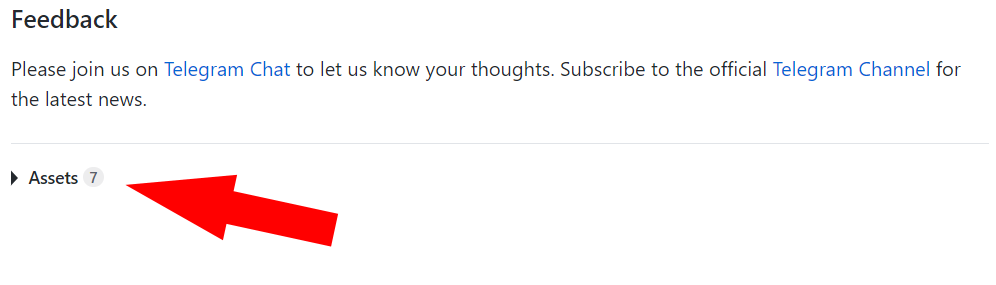 Feedback
Please join us on Telegram Chat to let us know your thoughts. Subscribe to the official Telegram Channel for
the latest news.
Assets 7